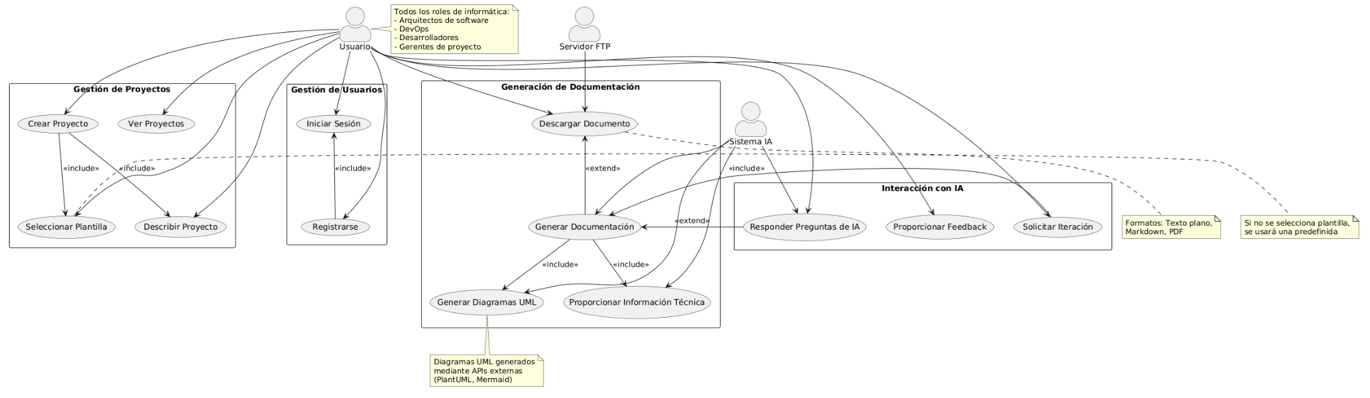 Todos los roles de informática:
- Arquitectos de software
- DevOps
- Desarrolladores
- Gerentes de proyecto
Usuario
Servidor FTP
Gestión de Proyectos
Gestión de Usuarios
Generación de Documentación
Crear Proyecto
Ver Proyectos
Iniciar Sesión
Descargar Documento
Sistema IA
«include»
«include»
«extend»
«include»
Interacción con IA
Seleccionar Plantilla
Describir Proyecto
Registrarse
Generar Documentación
«extend»
Responder Preguntas de IA
Proporcionar Feedback
Solicitar Iteración
Formatos: Texto plano,
Markdown, PDF
Si no se selecciona plantilla,
se usará una predefinida
«include»
«include»
Generar Diagramas UML
Proporcionar Información Técnica
Diagramas UML generados
mediante APIs externas
(PlantUML, Mermaid)